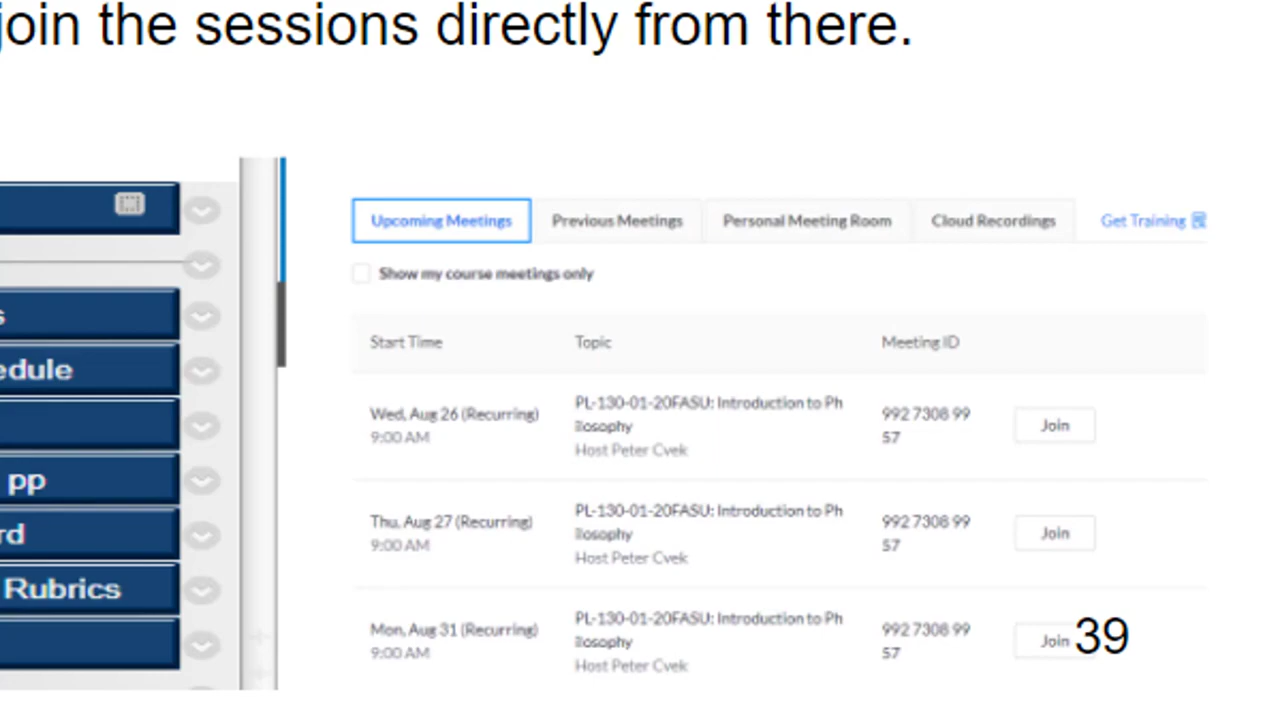 join the sessions directly from there.
s
edule
pp
rd
Rubrics
Upcoming Meetings Previous Meetings Personal Meeting Room Cloud Recordings Get Training
Show my course meetings only
Start Time Topic Meeting ID
Wed, Aug 26 (Recurring)
9:00 AM
PL-130-01-20FASU: Introduction to Ph
ilosophy
Host Peter Cvek
992 7308 99
57
Join
Thu, Aug 27 (Recurring)
9:00 AM
PL-130-01-20FASU: Introduction to Ph
ilosophy
Host Peter Cvek
992 7308 99
57
Join
Mon, Aug 31 (Recurring)
9:00 AM
PL-130-01-20FASU: Introduction to Ph
ilosophy
Host Peter Cvek
992 7308 99
57
Join
39